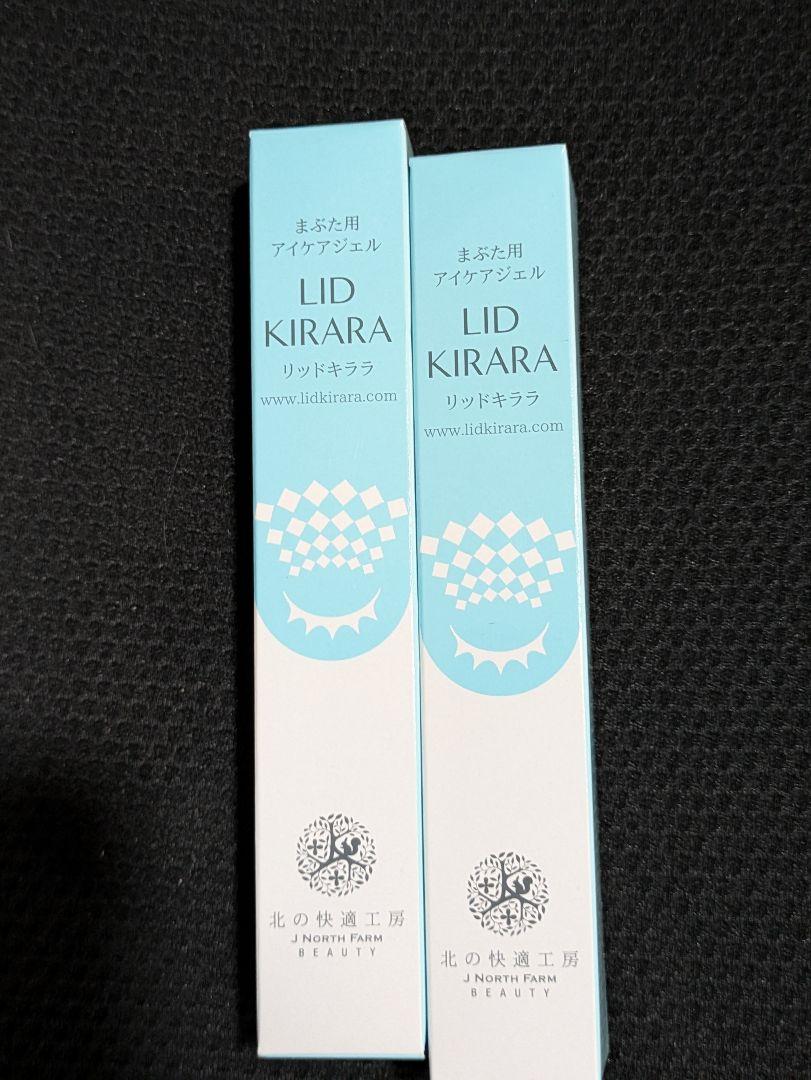 まぶた用
アイケアジェル
LID
KIRARA
リッドキララ
www.lidkirara.com
北の快適工房
J NORTH FARM
BEAUTY
まぶた用
アイケアジェル
LID
KIRARA
リッドキララ
www.lidkirara.com
北の快適工房
J NORTH FARM
BEAUTY